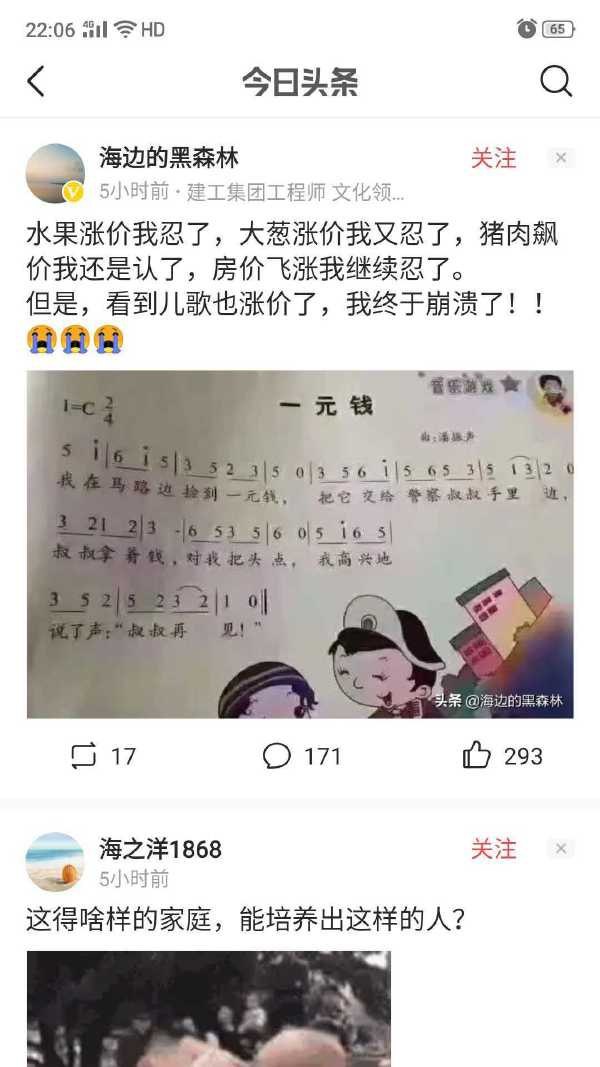 22:06 4G HD 65
今日头条
海边的黑森林
关注
5小时前 · 建工集团工程师 文化领...
水果涨价我忍了，大葱涨价我又忍了，猪肉飙
价我还是认了，房价飞涨我继续忍了。
但是，看到儿歌也涨价了，我终于崩溃了！！
音乐游戏
1=C 2/4
一元钱
曲:潘振声
5 i|6 i 5|3 5 2 3|5 0|3 5 6 i|5 6 5 3|5 i 3|2 0
我在马路边捡到一元钱， 把它交给警察叔叔手里边，
3 2 1 2|3 -|6 5 3 5|6 0|5 i 6 5|
叔叔拿着钱，对我把头点， 我高兴地
3 5 2|5 2 3 2|1 0‖
说了声:“叔叔再见！”
头条 @海边的黑森林
17 171 293
海之洋1868
关注
5小时前
这得啥样的家庭，能培养出这样的人？